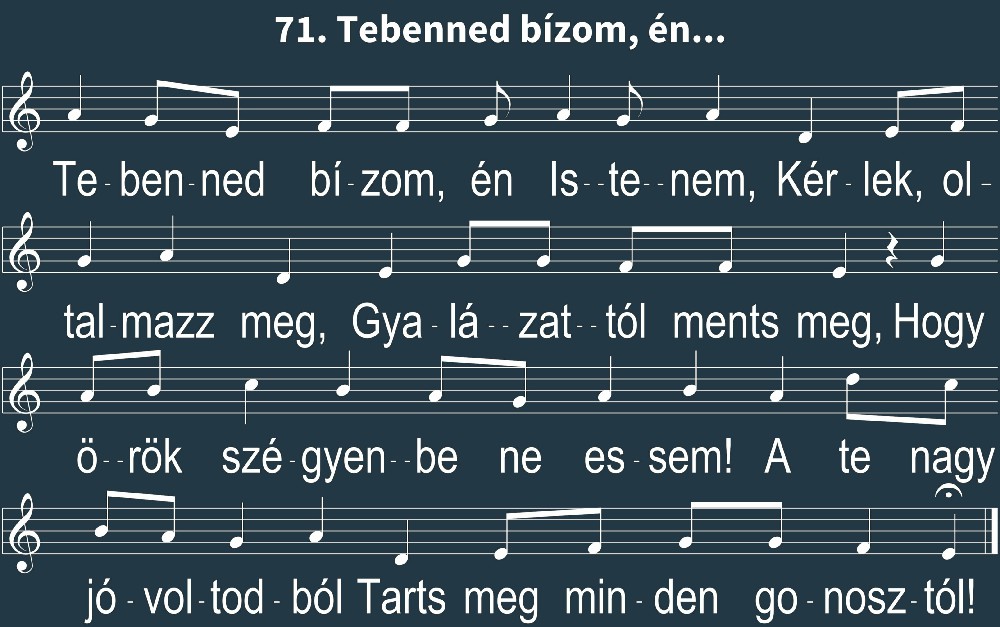 71. Tebenned bízom, én...
Te-ben-ned bí-zom, én Is--te--nem, Kér-lek, ol-
tal-mazz meg, Gya-lá--zat--tól ments meg, Hogy
ö--rök szé-gyen--be ne es-sem! A te nagy
jó-vol-tod-ból Tarts meg min-den go-nosz-tól!